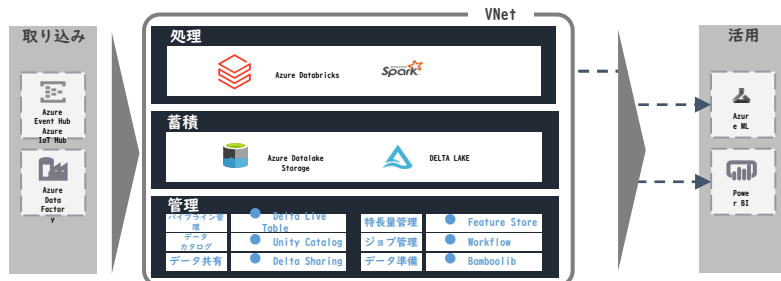 VNet
取り込み
Azure
Event Hub
Azure
IoT Hub
Azure
Data
Factor
y
処理
Azure Databricks
APACHE
Spark
蓄積
Azure Datalake
Storage
DELTA LAKE
管理
パイプライン管
理
Delta Live
Table
特長量管理
Feature Store
データ
カタログ
Unity Catalog
ジョブ管理
Workflow
データ共有
Delta Sharing
データ準備
Bamboolib
活用
Azur
e ML
Powe
r BI